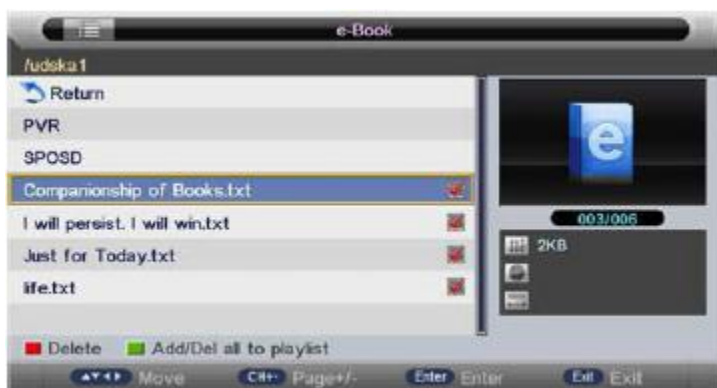 e-Book
/udska1
Return
PVR
SPOSD
Companionship of Books.txt
I will persist. I will win.txt
Just for Today.txt
life.txt
e
003/006
2KB
Delete Add/Del all to playlist
▲▼◀▶ Move CH+- Page+/- Enter Enter Exit Exit